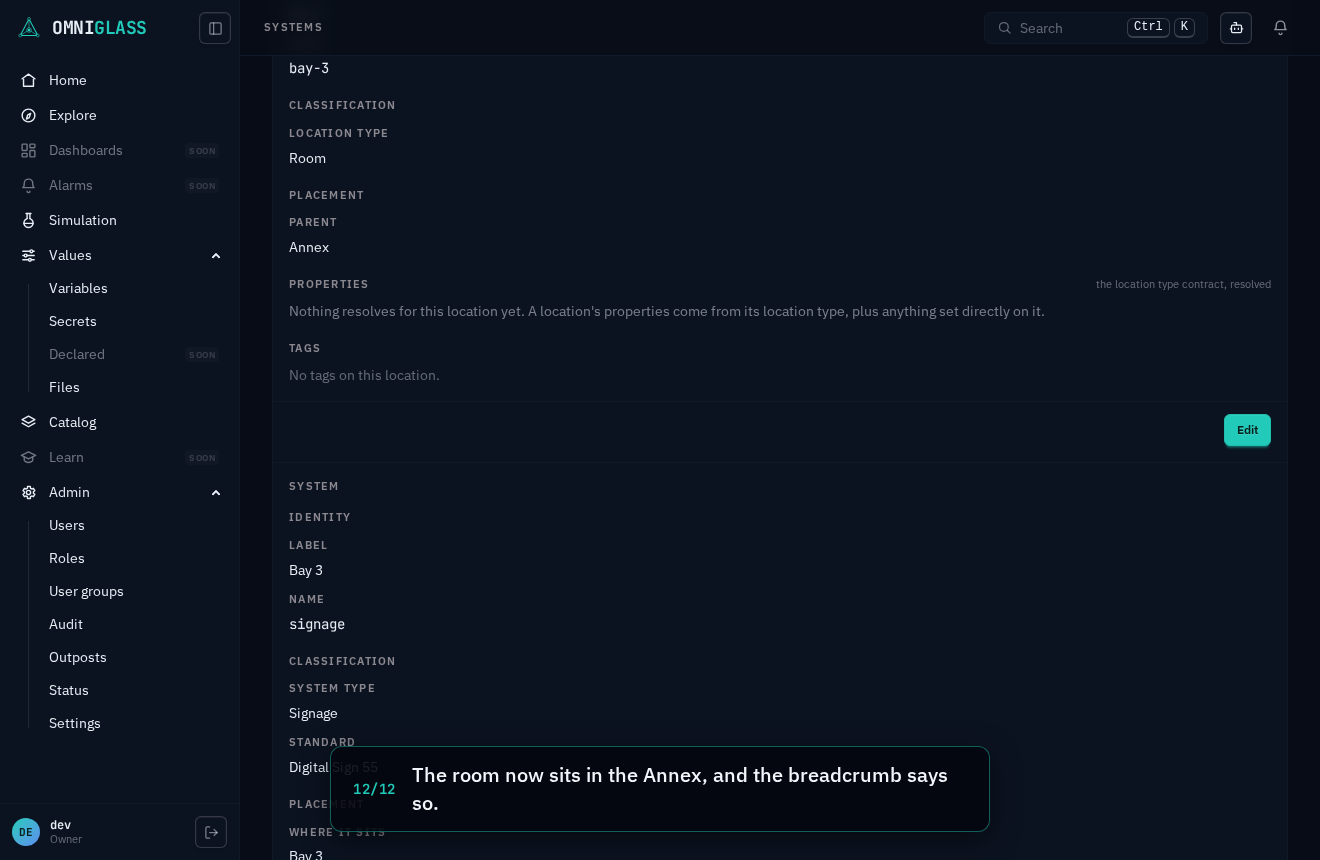 OMNIGLASS
SYSTEMS
Search
Ctrl
K
Home
Explore
Dashboards
SOON
Alarms
SOON
Simulation
Values
Variables
Secrets
Declared
SOON
Files
Catalog
Learn
SOON
Admin
Users
Roles
User groups
Audit
Outposts
Status
Settings
DE
dev
Owner
bay-3
CLASSIFICATION
LOCATION TYPE
Room
PLACEMENT
PARENT
Annex
PROPERTIES
the location type contract, resolved
Nothing resolves for this location yet. A location's properties come from its location type, plus anything set directly on it.
TAGS
No tags on this location.
Edit
SYSTEM
IDENTITY
LABEL
Bay 3
NAME
signage
CLASSIFICATION
SYSTEM TYPE
Signage
STANDARD
Digital Sign 55
PLACEMENT
WHERE IT SITS
Bay 3
12/12
The room now sits in the Annex, and the breadcrumb says
so.